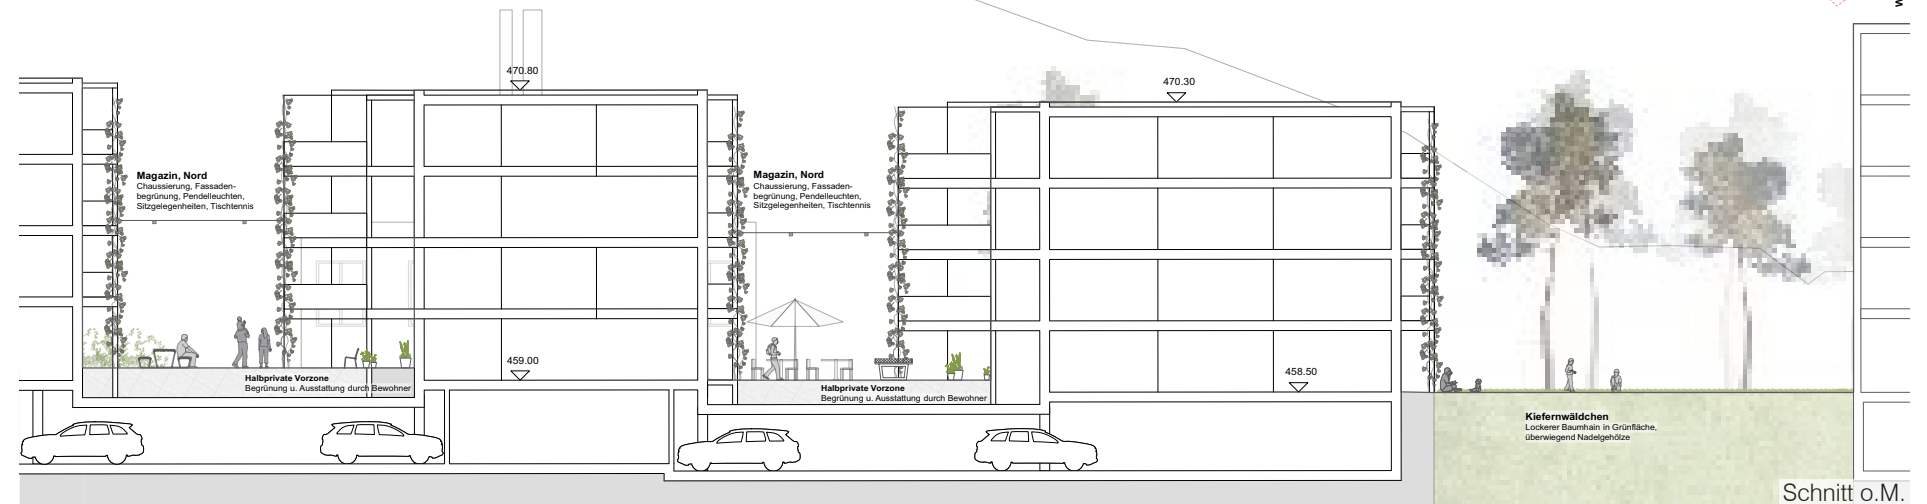 470.80
470.30
Magazin, Nord
Chaussierung, Fassaden-
begrünung, Pendelleuchten,
Sitzgelegenheiten, Tischtennis
Magazin, Nord
Chaussierung, Fassaden-
begrünung, Pendelleuchten,
Sitzgelegenheiten, Tischtennis
459.00
458.50
Halbprivate Vorzone
Begrünung u. Ausstattung durch Bewohner
Halbprivate Vorzone
Begrünung u. Ausstattung durch Bewohner
Kiefernwäldchen
Lockerer Baumhain in Grünfläche,
überwiegend Nadelgehölze
Schnitt o.M.